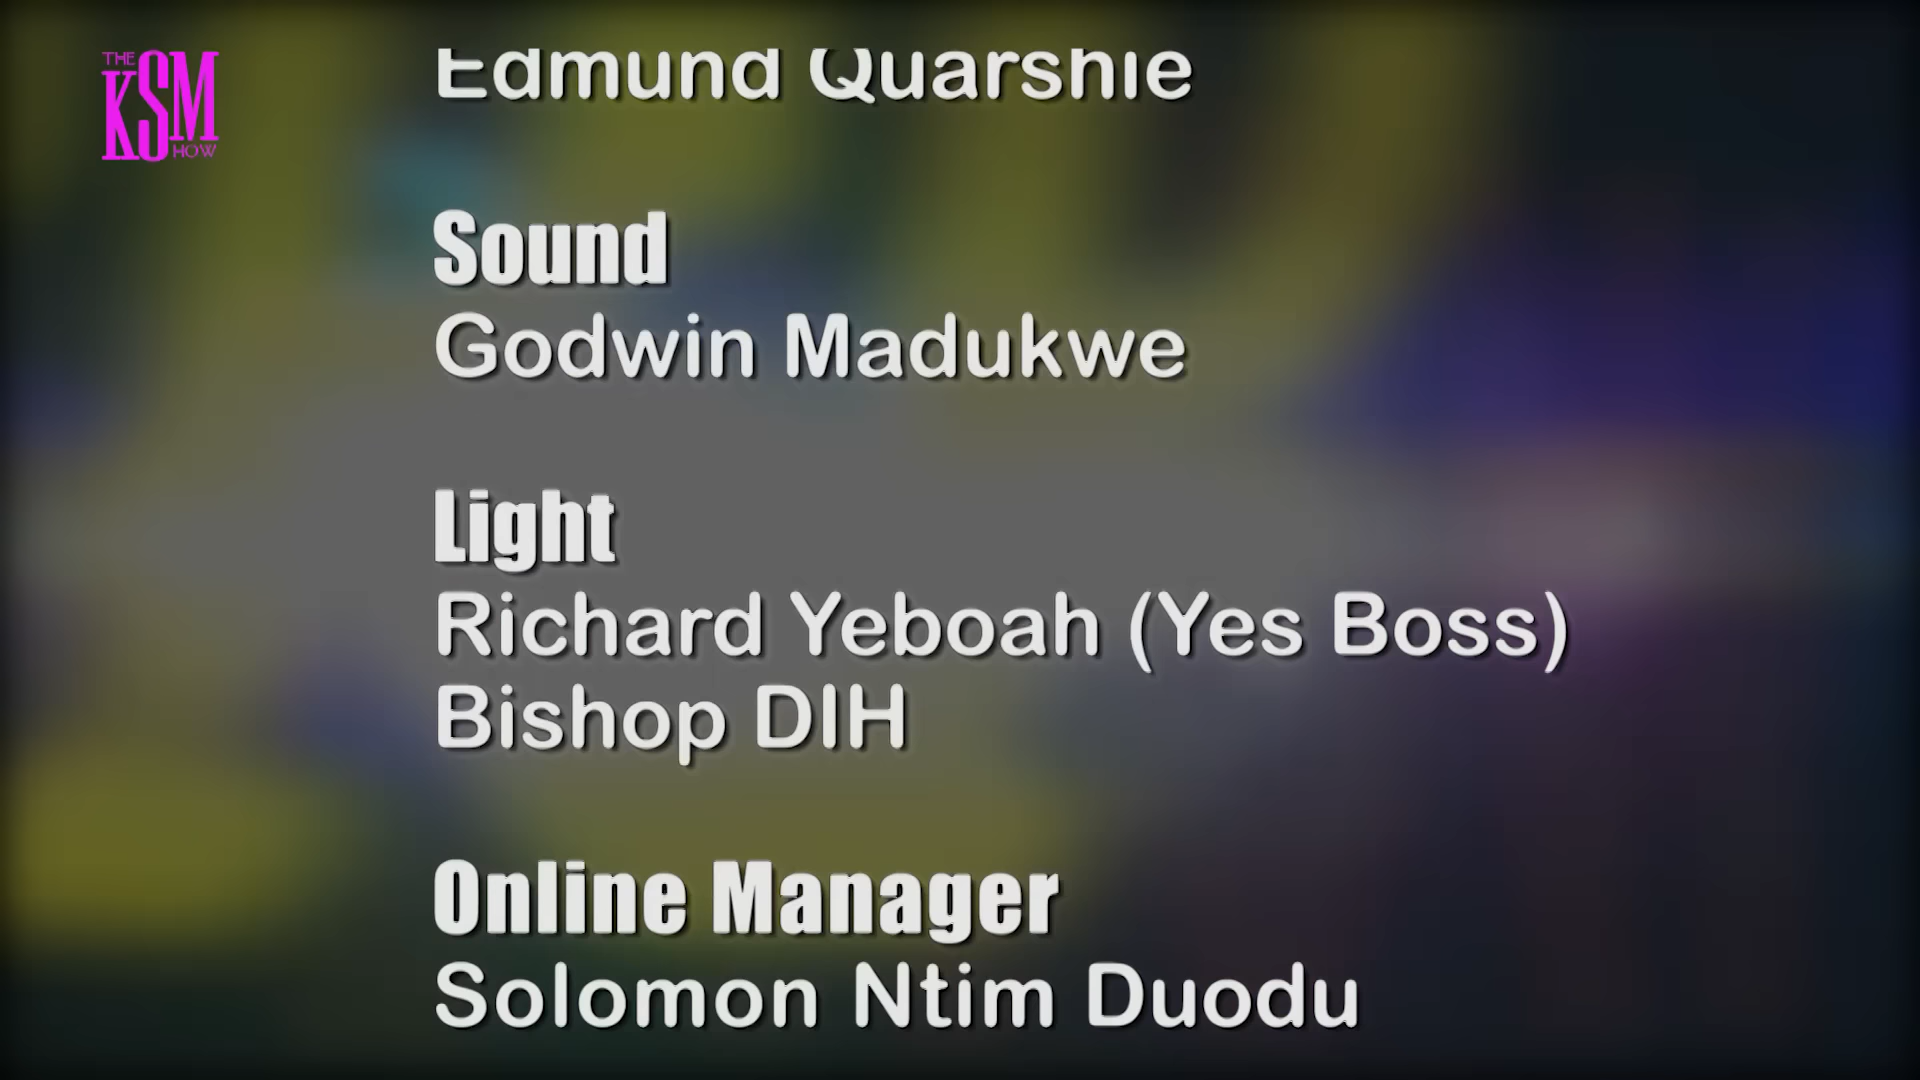 THE
KSM
SHOW
Edmund Quarshie
Sound
Godwin Madukwe
Light
Richard Yeboah (Yes Boss)
Bishop DIH
Online Manager
Solomon Ntim Duodu